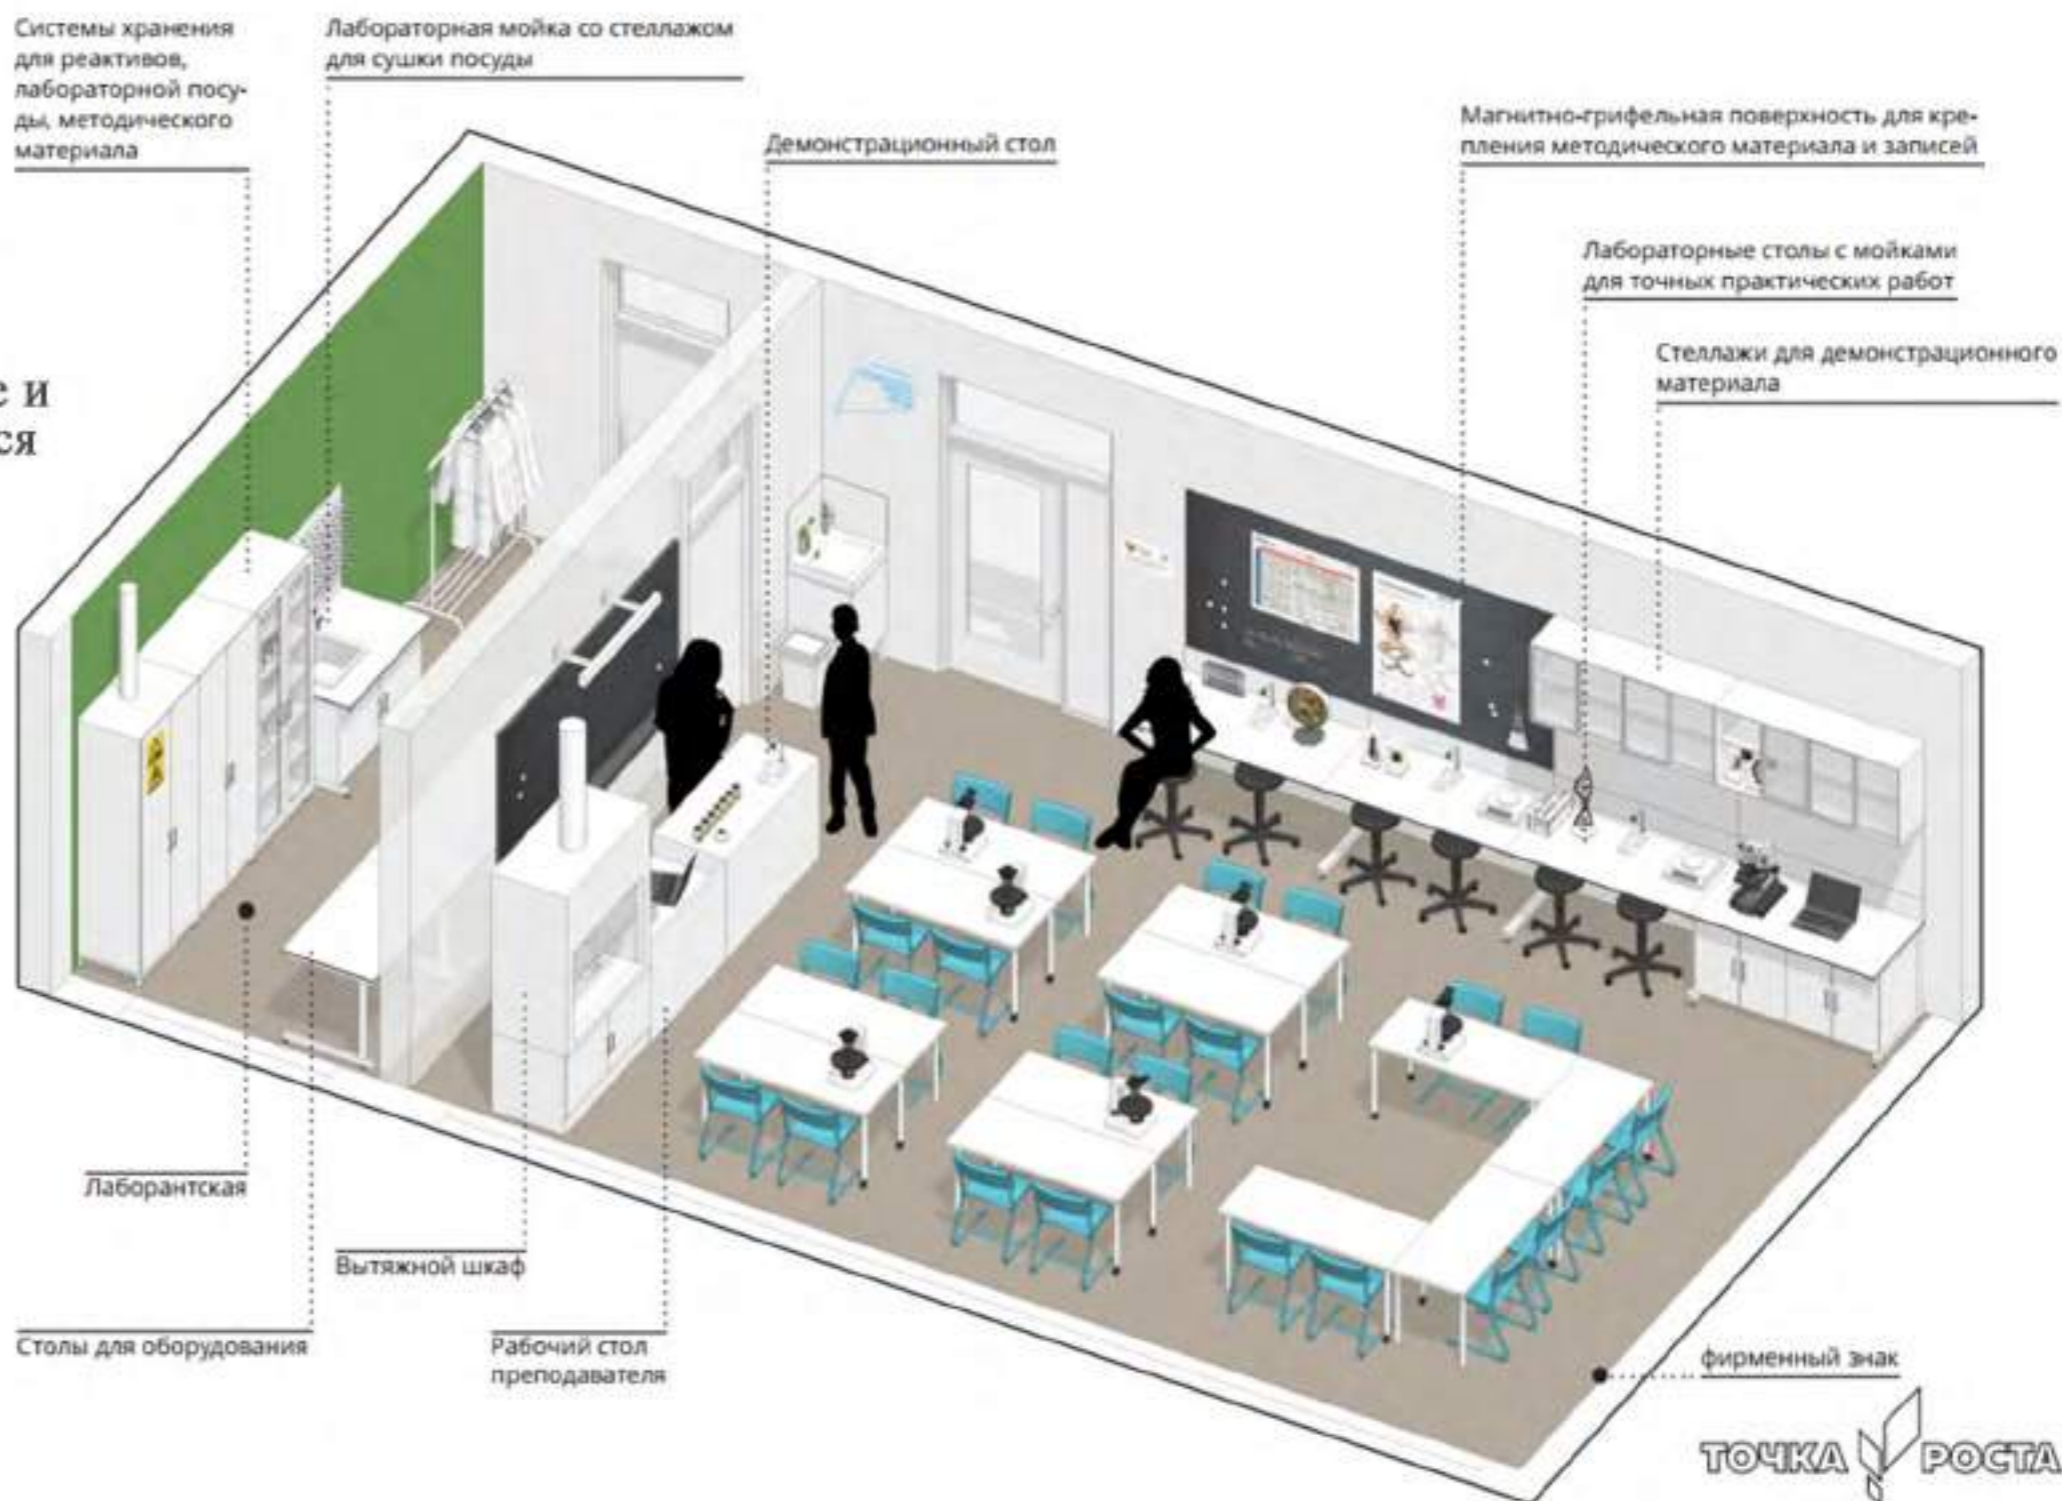 Системы хранения
для реактивов,
лабораторной посу-
ды, методического
материала
Лабораторная мойка со стеллажом
для сушки посуды
Демонстрационный стол
Магнитно-грифельная поверхность для кре-
пления методического материала и записей
Лабораторные столы с мойками
для точных практических работ
Стеллажи для демонстрационного
материала
е и
ся
Лаборантская
Вытяжной шкаф
Столы для оборудования
Рабочий стол
преподавателя
фирменный знак
ТОЧКА РОСТА